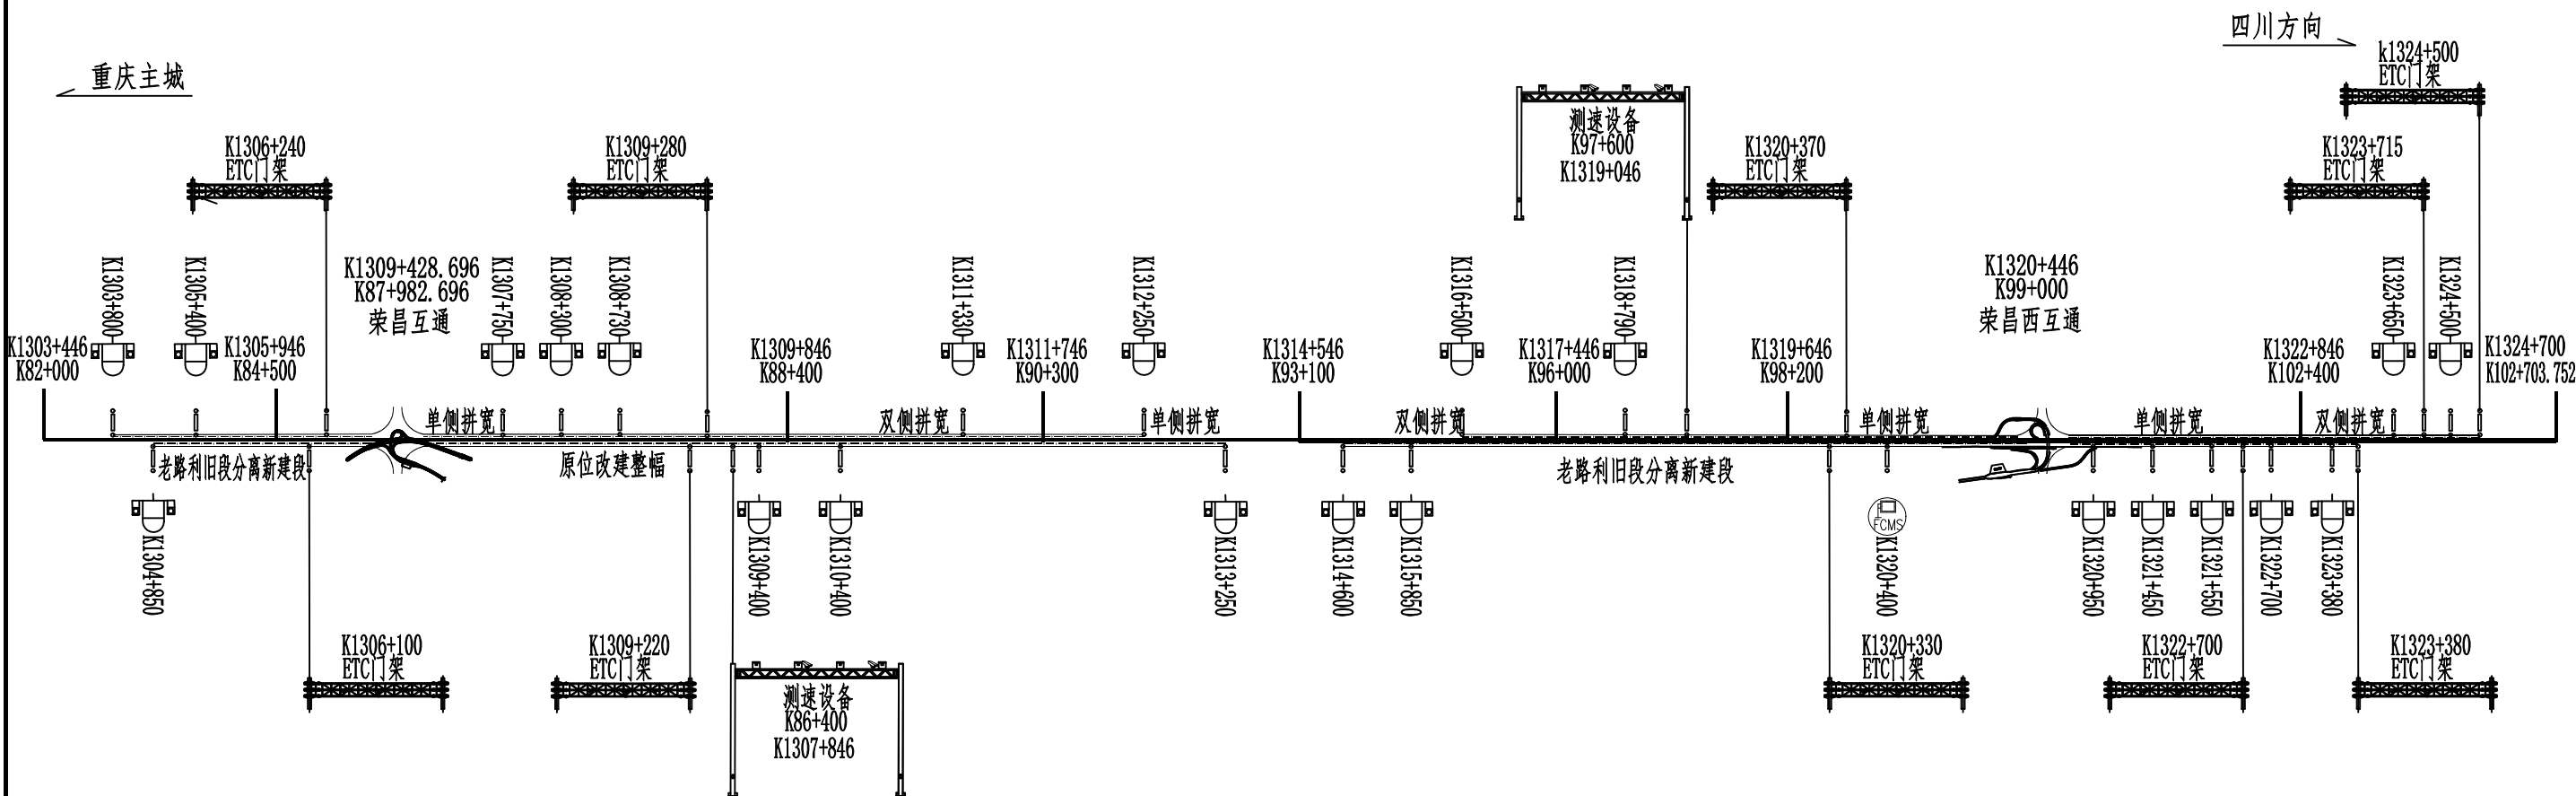 四川方向
重庆主城
k1324+500
ETC门架
测速设备
K97+600
K1319+046
K1306+240
ETC门架
K1309+280
ETC门架
K1320+370
ETC门架
K1323+715
ETC门架
K1303+800
K1305+400
K1309+428.696
K87+982.696
荣昌互通
K1307+750
K1308+300
K1308+730
K1311+330
K1312+250
K1316+500
K1318+790
K1320+446
K99+000
荣昌西互通
K1323+650
K1324+500
K1303+446
K82+000
K1305+946
K84+500
K1309+846
K88+400
K1311+746
K90+300
K1314+546
K93+100
K1317+446
K96+000
K1319+646
K98+200
K1322+846
K102+400
K1324+700
K102+703.752
单侧拼宽
双侧拼宽
单侧拼宽
双侧拼宽
单侧拼宽
单侧拼宽
双侧拼宽
老路利旧段分离新建段
原位改建整幅
老路利旧段分离新建段
K1304+850
K1309+400
K1310+400
K1313+250
K1314+600
K1315+850
FCMS
K1320+400
K1320+950
K1321+450
K1321+550
K1322+700
K1323+380
K1306+100
ETC门架
K1309+220
ETC门架
K1320+330
ETC门架
K1322+700
ETC门架
K1323+380
ETC门架
测速设备
K86+400
K1307+846